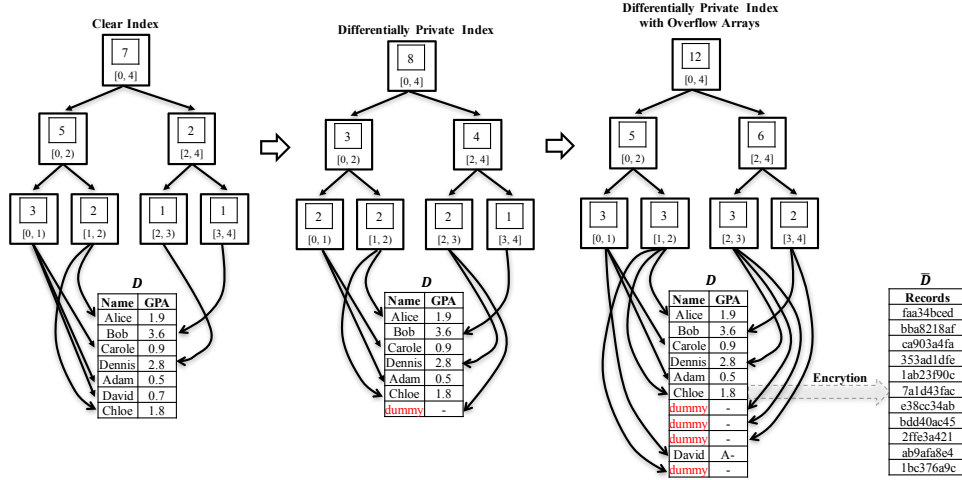 Clear Index
7
[0, 4]
5
[0, 2)
2
[2, 4]
3
[0, 1)
2
[1, 2)
1
[2, 3)
1
[3, 4]
D
Name GPA
Alice 1.9
Bob 3.6
Carole 0.9
Dennis 2.8
Adam 0.5
David 0.7
Chloe 1.8
Differentially Private Index
8
[0, 4]
3
[0, 2)
4
[2, 4]
2
[0, 1)
2
[1, 2)
2
[2, 3)
1
[3, 4]
D
Name GPA
Alice 1.9
Bob 3.6
Carole 0.9
Dennis 2.8
Adam 0.5
Chloe 1.8
dummy -
Differentially Private Index
with Overflow Arrays
12
[0, 4]
5
[0, 2)
6
[2, 4]
3
[0, 1)
3
[1, 2)
3
[2, 3)
2
[3, 4]
D
Name GPA
Alice 1.9
Bob 3.6
Carole 0.9
Dennis 2.8
Adam 0.5
Chloe 1.8
dummy -
dummy -
dummy -
David A-
dummy -
Encrytion
D̅
Records
faa34bced
bba8218af
ca903a4fa
353ad1dfe
1ab23f90c
7a1d43fac
e38cc34ab
bdd40ac45
2ffe3a421
ab9afa8e4
1bc376a9c